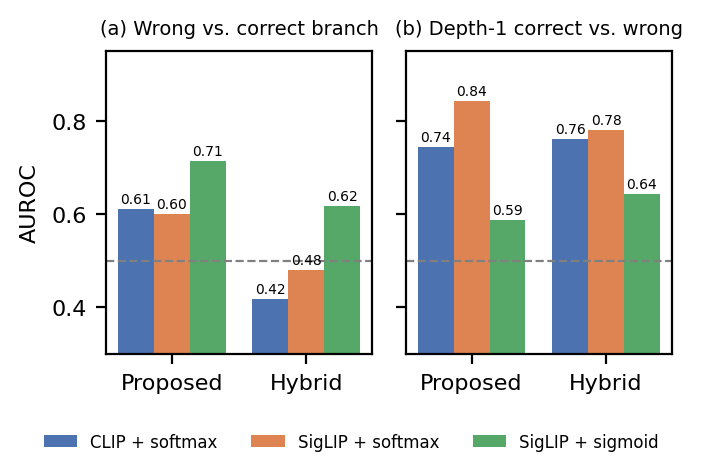 (a) Wrong vs. correct branch
(b) Depth-1 correct vs. wrong
AUROC
0.8
0.6
0.4
0.61
0.60
0.71
0.42
0.48
0.62
0.74
0.84
0.59
0.76
0.78
0.64
Proposed
Hybrid
Proposed
Hybrid
CLIP + softmax
SigLIP + softmax
SigLIP + sigmoid